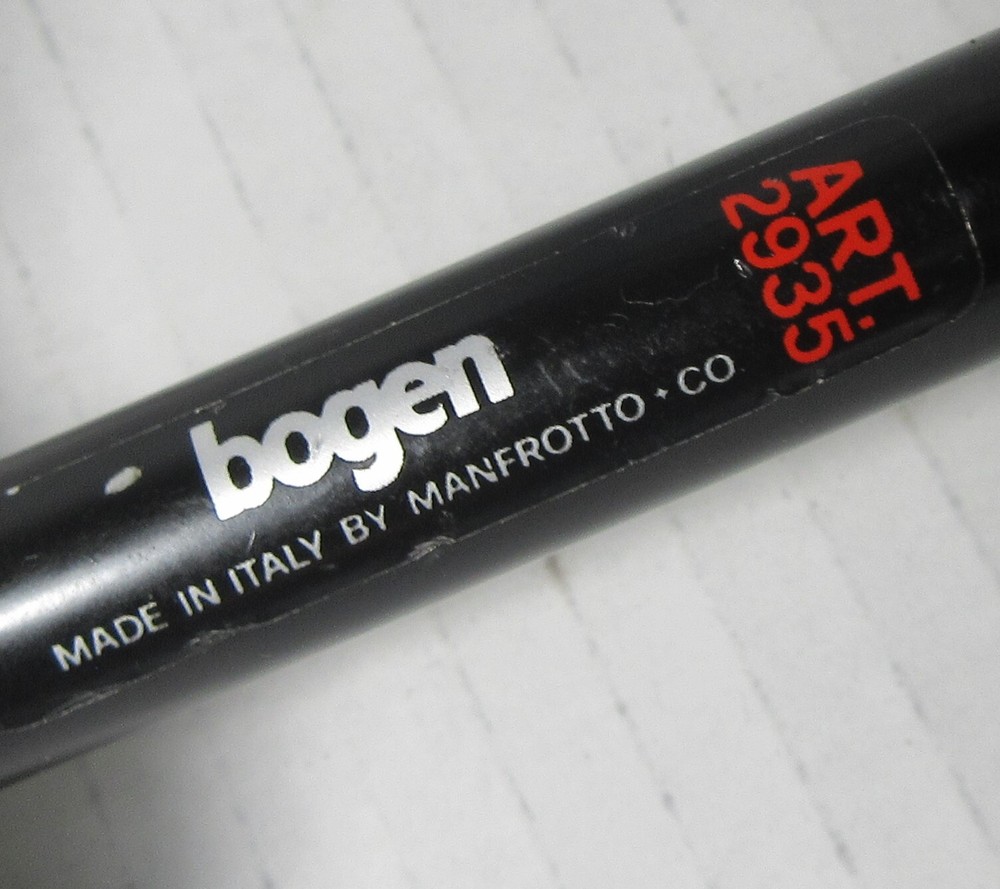 bogen
MADE IN ITALY BY MANFROTTO + CO
ART.
2935